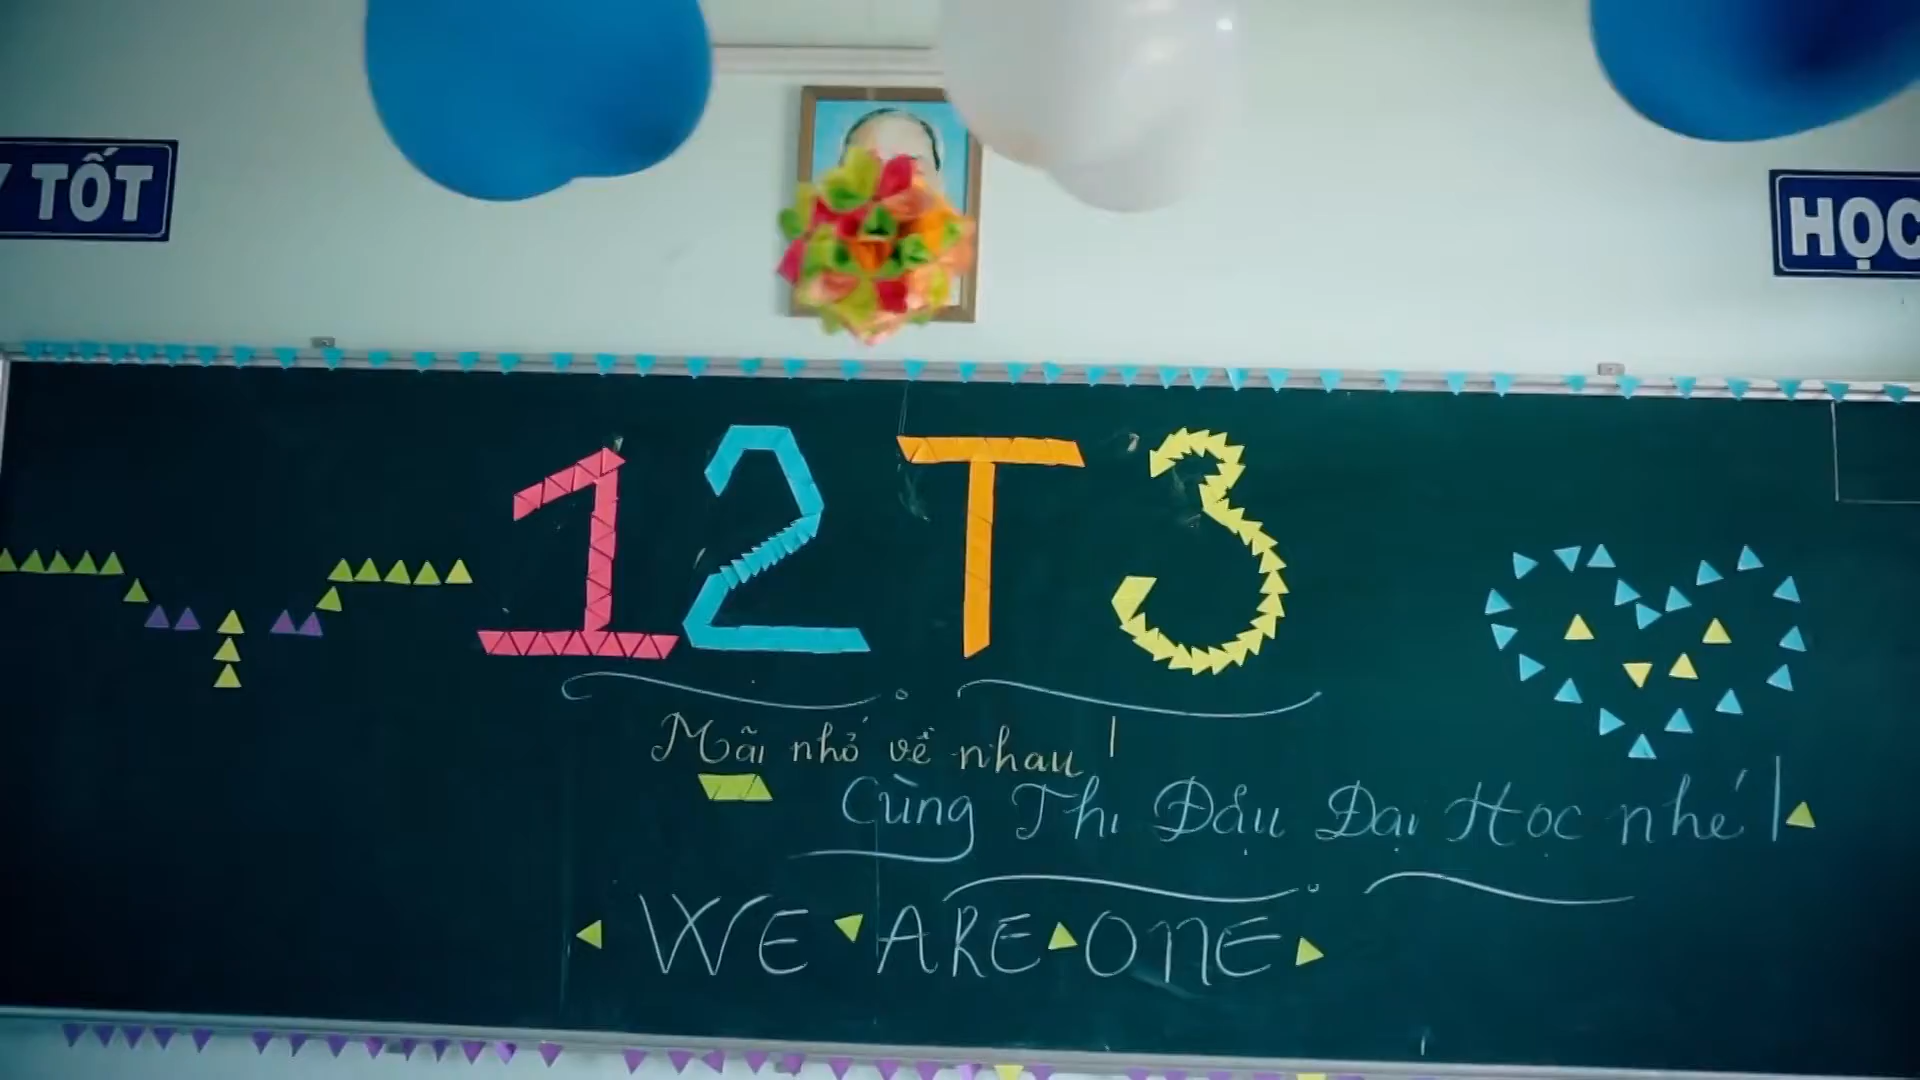 TỐT
HỌC
12T3
Mãi nhớ về nhau !
Cùng Thi Đậu Đại Học nhé !
WE ARE ONE